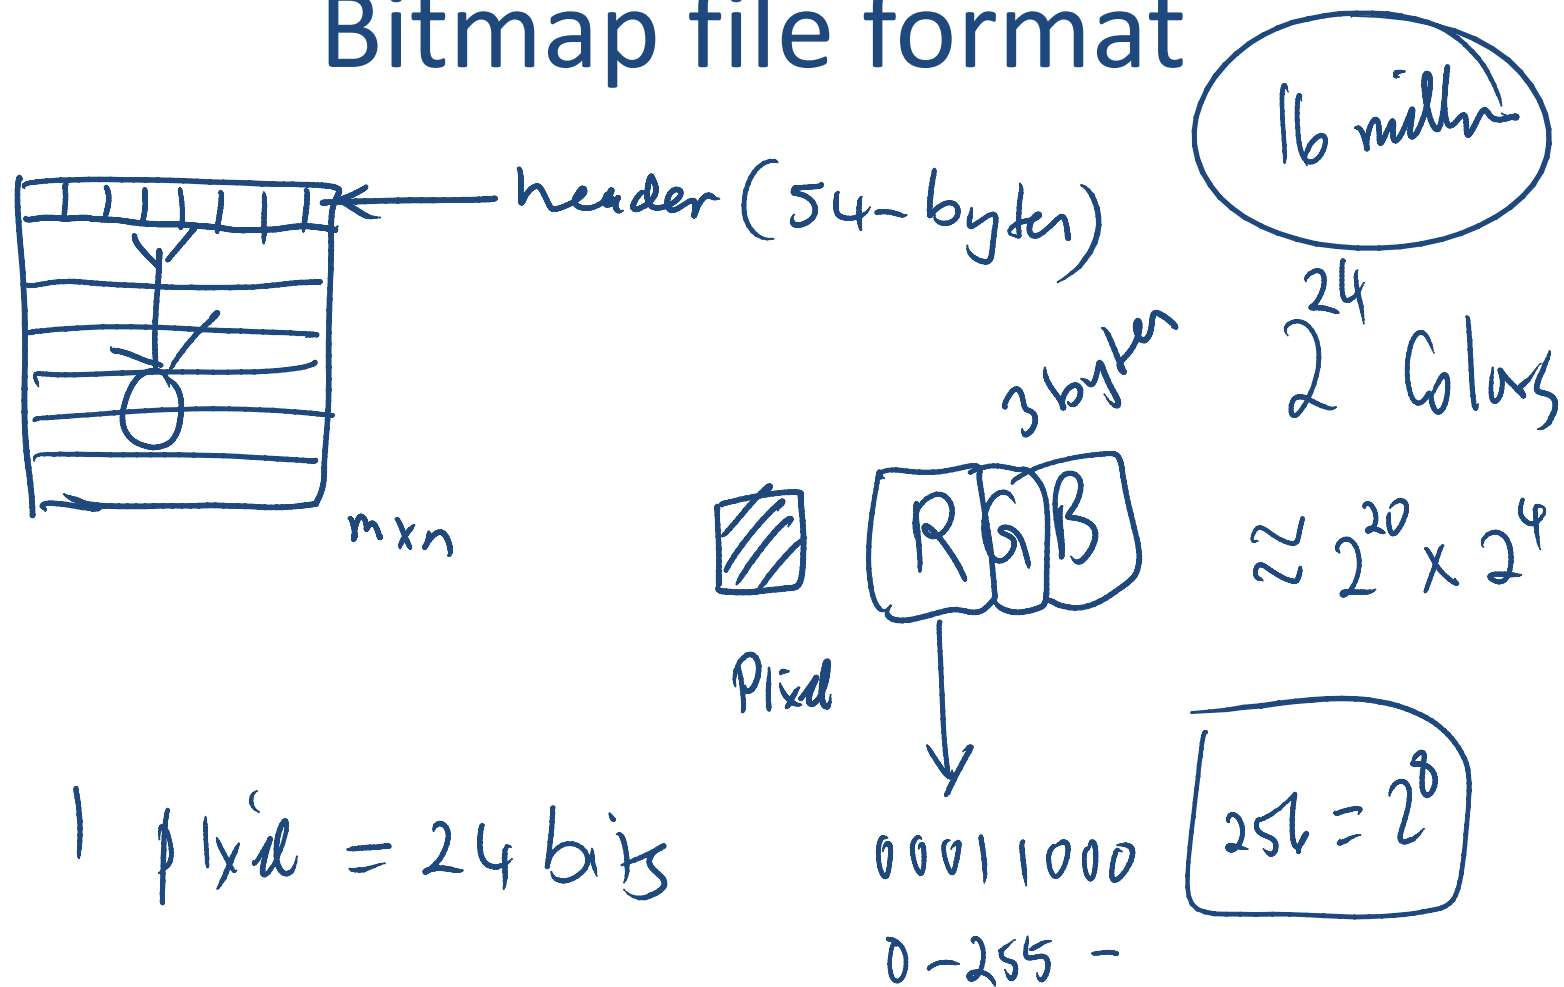 Bitmap file format
16 million
header (54-bytes)
2^24 Colors
3 bytes
R G B
≈ 2^20 x 2^4
m x n
Pixel
256 = 2^8
1 pixel = 24 bits
00011000
0-255 -